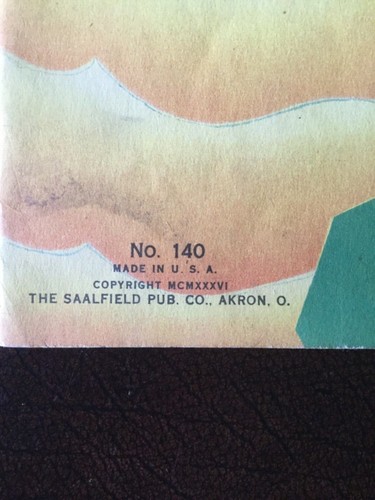 No. 140
MADE IN U. S. A.
COPYRIGHT MCMXXXVI
THE SAALFIELD PUB. CO., AKRON, O.